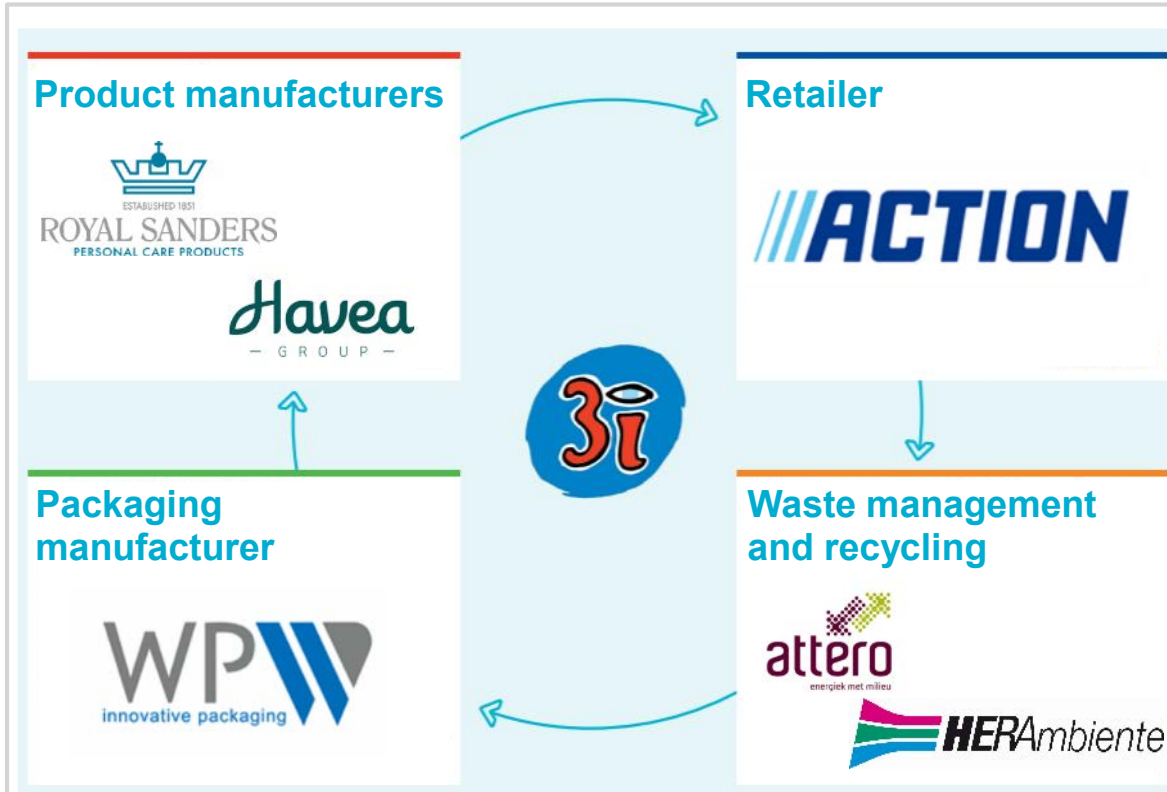 Product manufacturers
ESTABLISHED 1851
ROYAL SANDERS
PERSONAL CARE PRODUCTS
Havea
— GROUP —
Retailer
ACTION
3i
Packaging
manufacturer
WPW
innovative packaging
Waste management
and recycling
attero
energiek met milieu
HERAmbiente